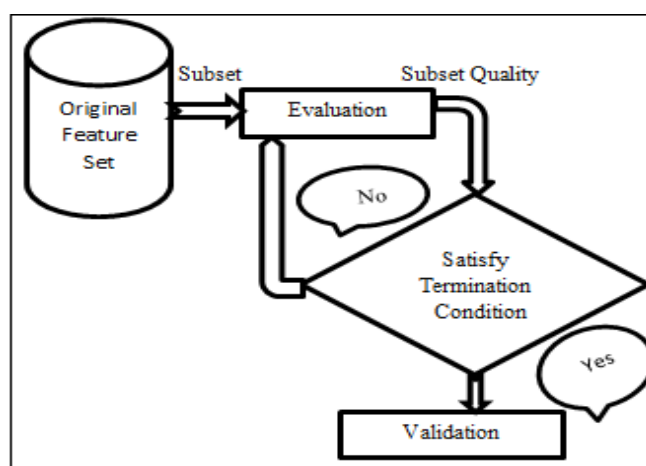 Subset
Subset Quality
Original
Feature
Set
Evaluation
No
Satisfy
Termination
Condition
Yes
Validation